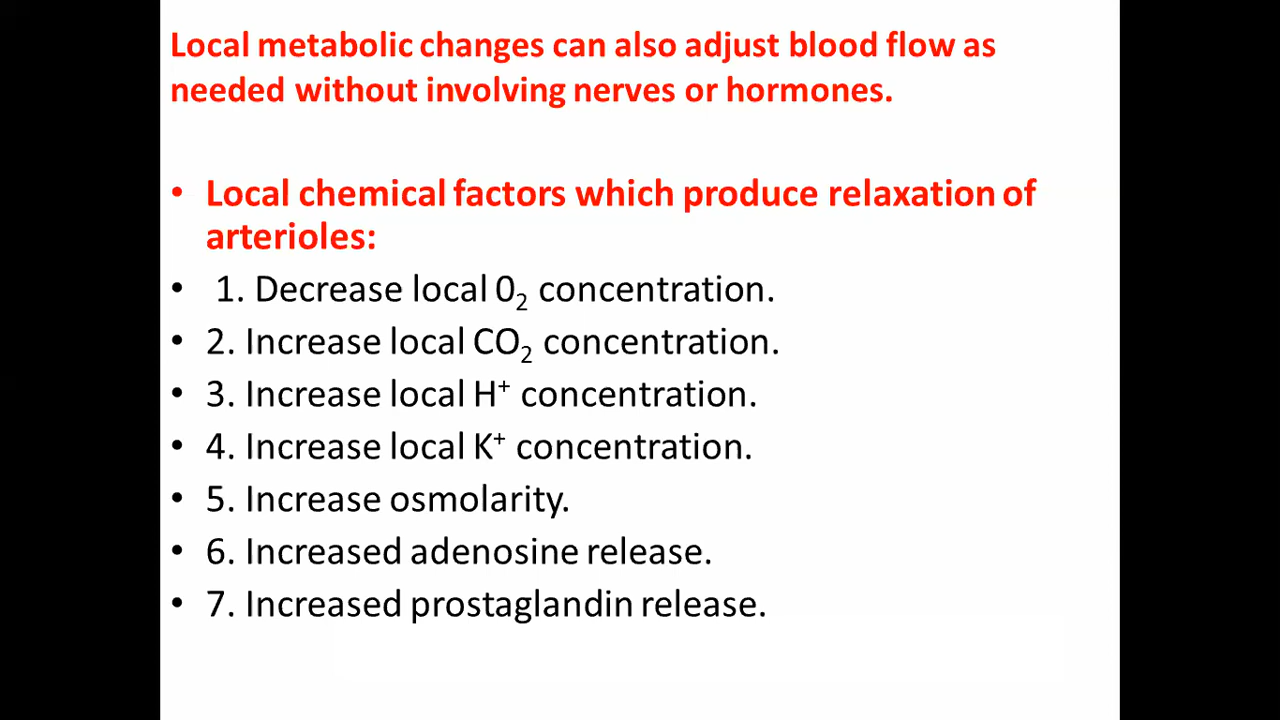 Local metabolic changes can also adjust blood flow as
needed without involving nerves or hormones.
• Local chemical factors which produce relaxation of
arterioles:
• 1. Decrease local 0₂ concentration.
• 2. Increase local CO₂ concentration.
• 3. Increase local H⁺ concentration.
• 4. Increase local K⁺ concentration.
• 5. Increase osmolarity.
• 6. Increased adenosine release.
• 7. Increased prostaglandin release.